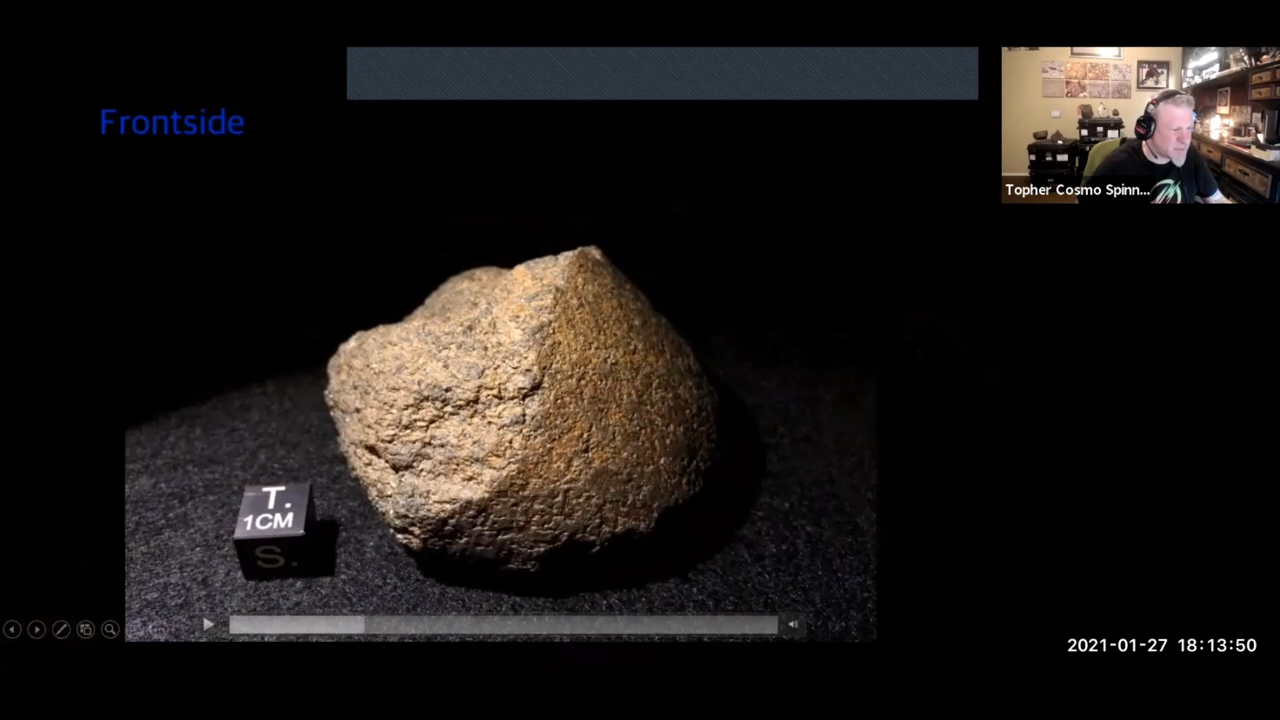 Frontside
Topher Cosmo Spinn...
T.
1CM
S.
2021-01-27 18:13:50